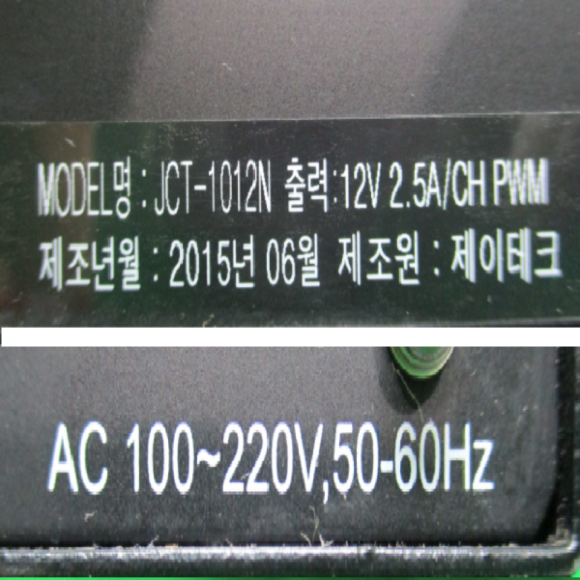 MODEL명 : JCT-1012N 출력:12V 2.5A/CH PWM
제조년월 : 2015년 06월 제조원 : 제이테크
AC 100~220V,50-60Hz